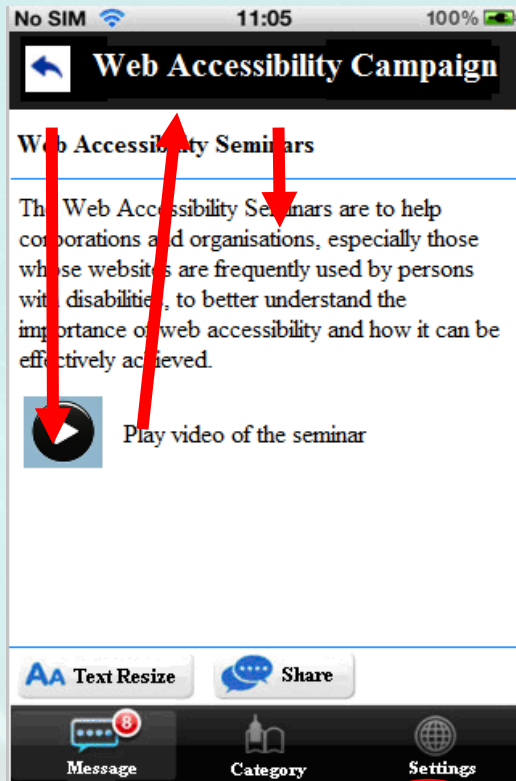 No SIM 11:05 100%
Web Accessibility Campaign
Web Accessibility Seminars
The Web Accessibility Seminars are to help
corporations and organisations, especially those
whose websites are frequently used by persons
with disabilities, to better understand the
importance of web accessibility and how it can be
effectively achieved.
Play video of the seminar
AA Text Resize Share
8
Message Category Settings